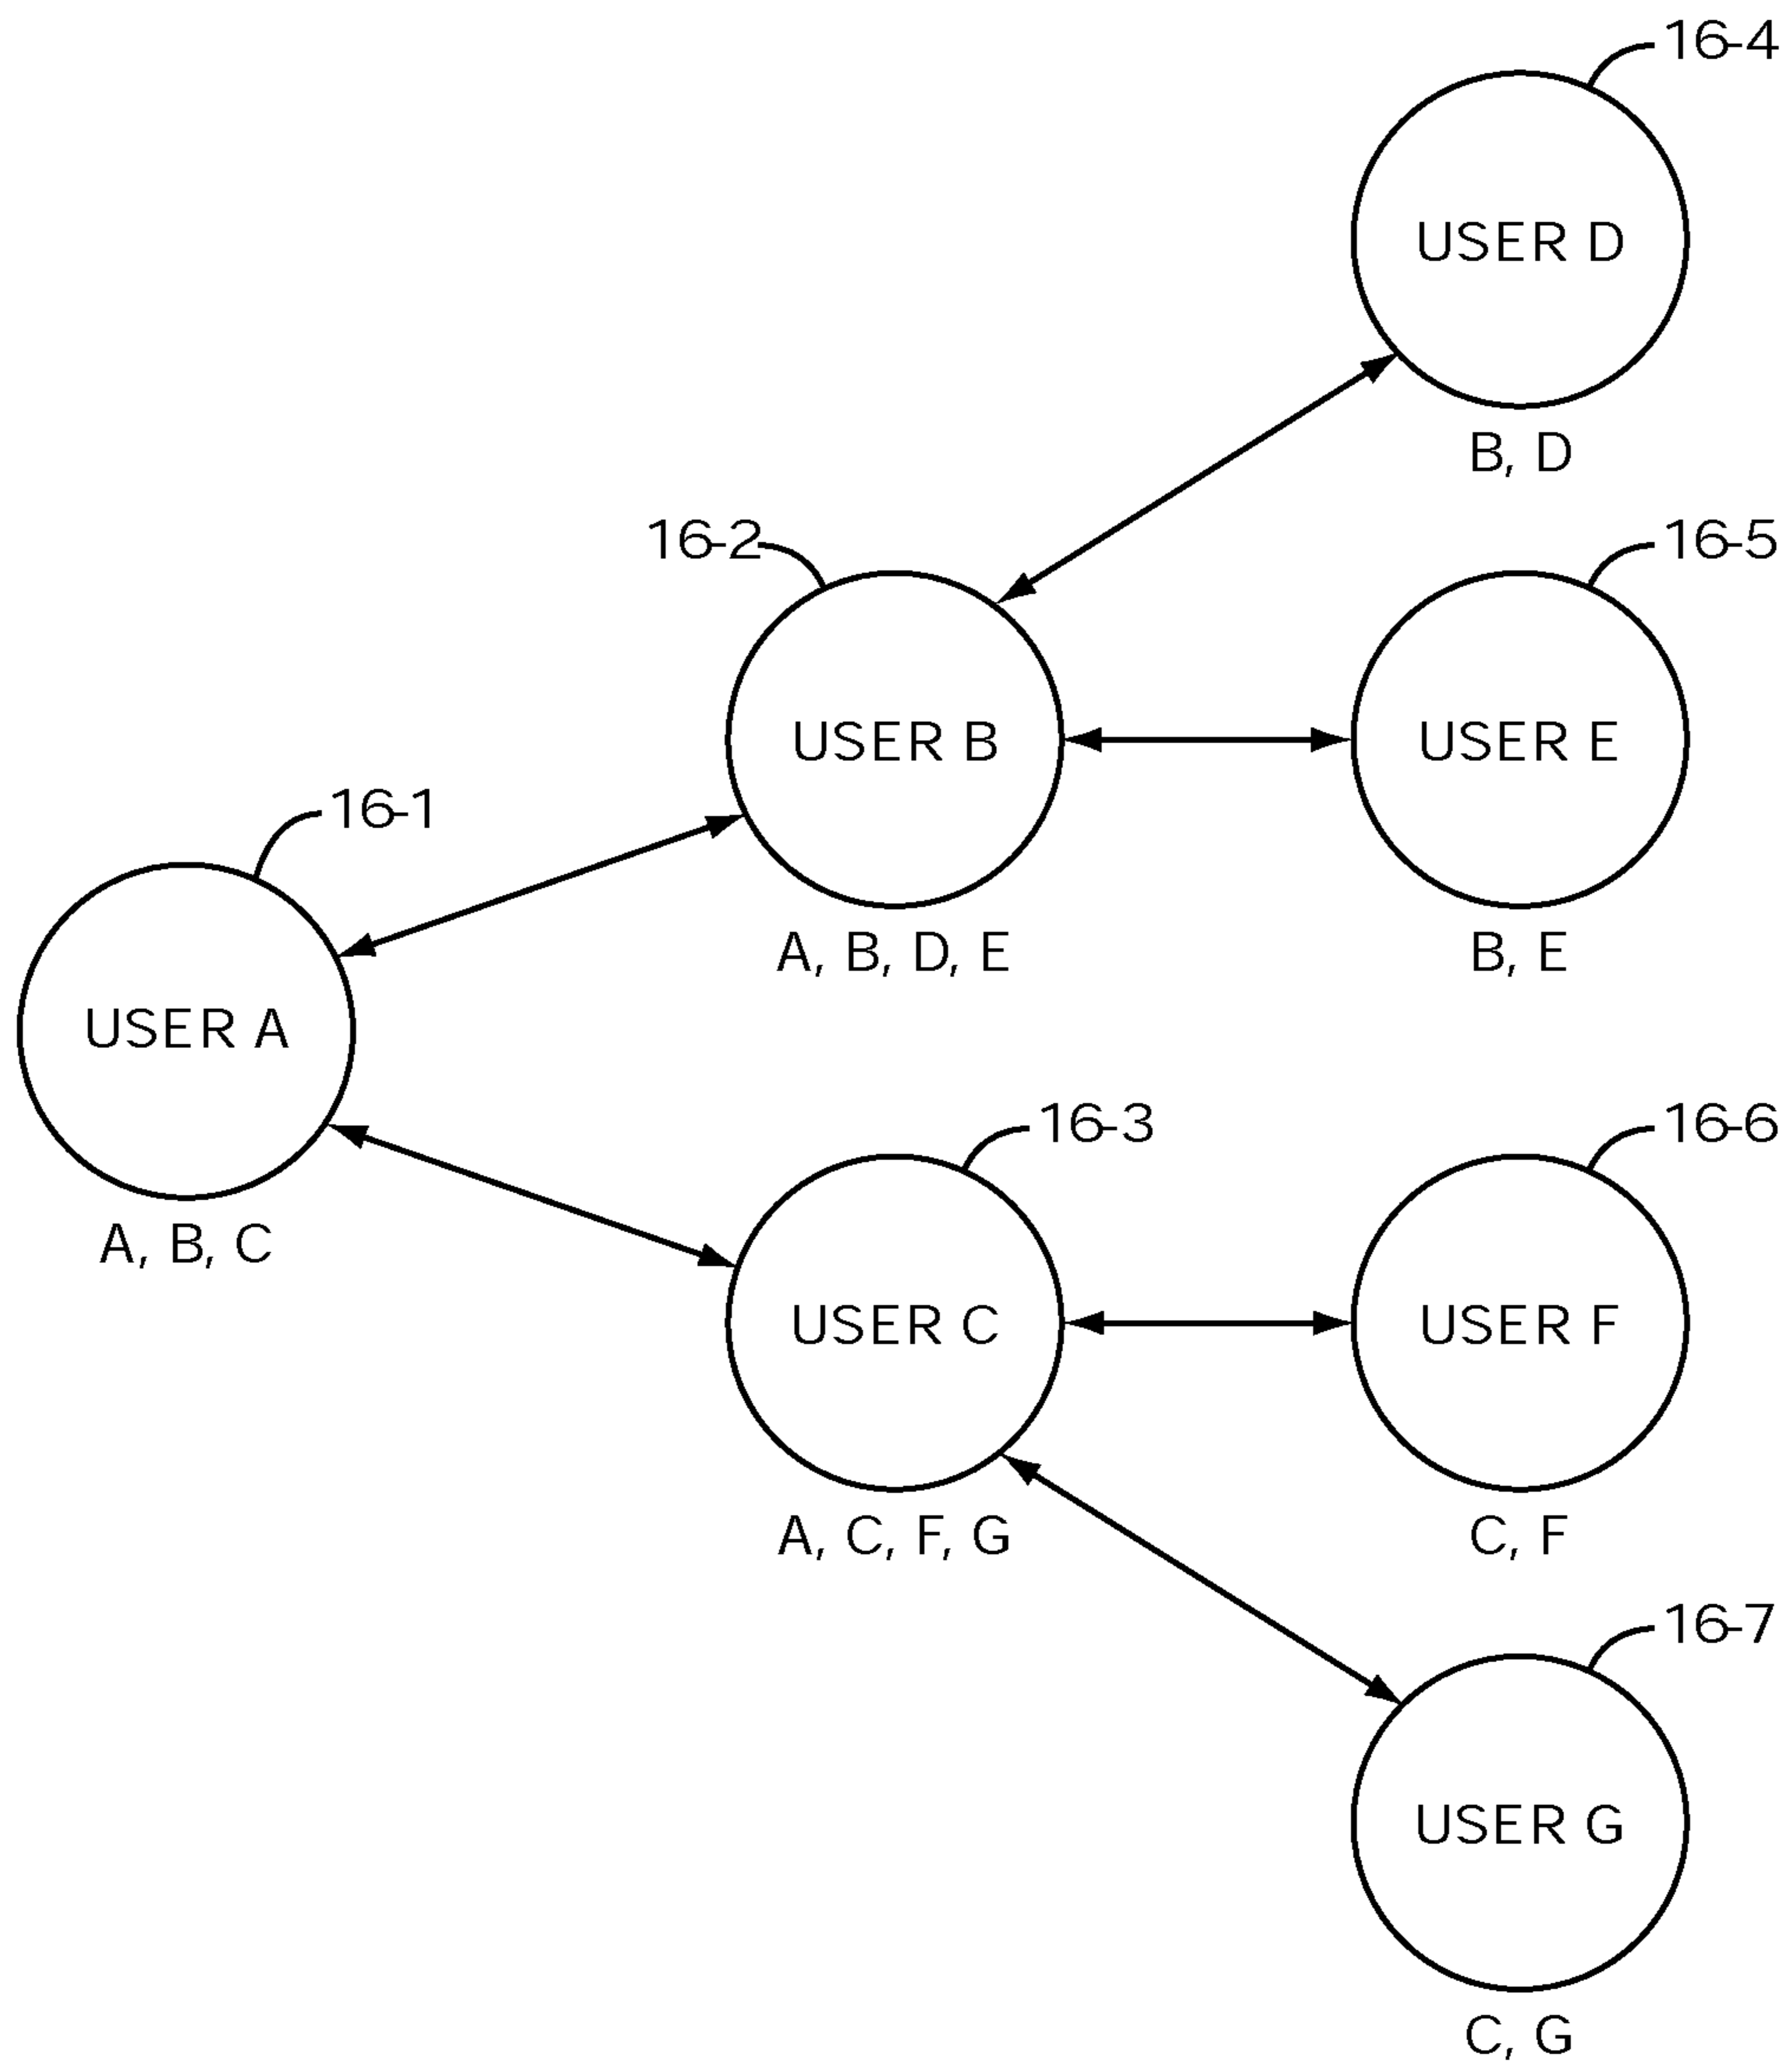 16-4
USER D
B, D
16-2
16-5
USER B
USER E
A, B, D, E
B, E
16-1
USER A
A, B, C
16-3
16-6
USER C
USER F
A, C, F, G
C, F
16-7
USER G
C, G